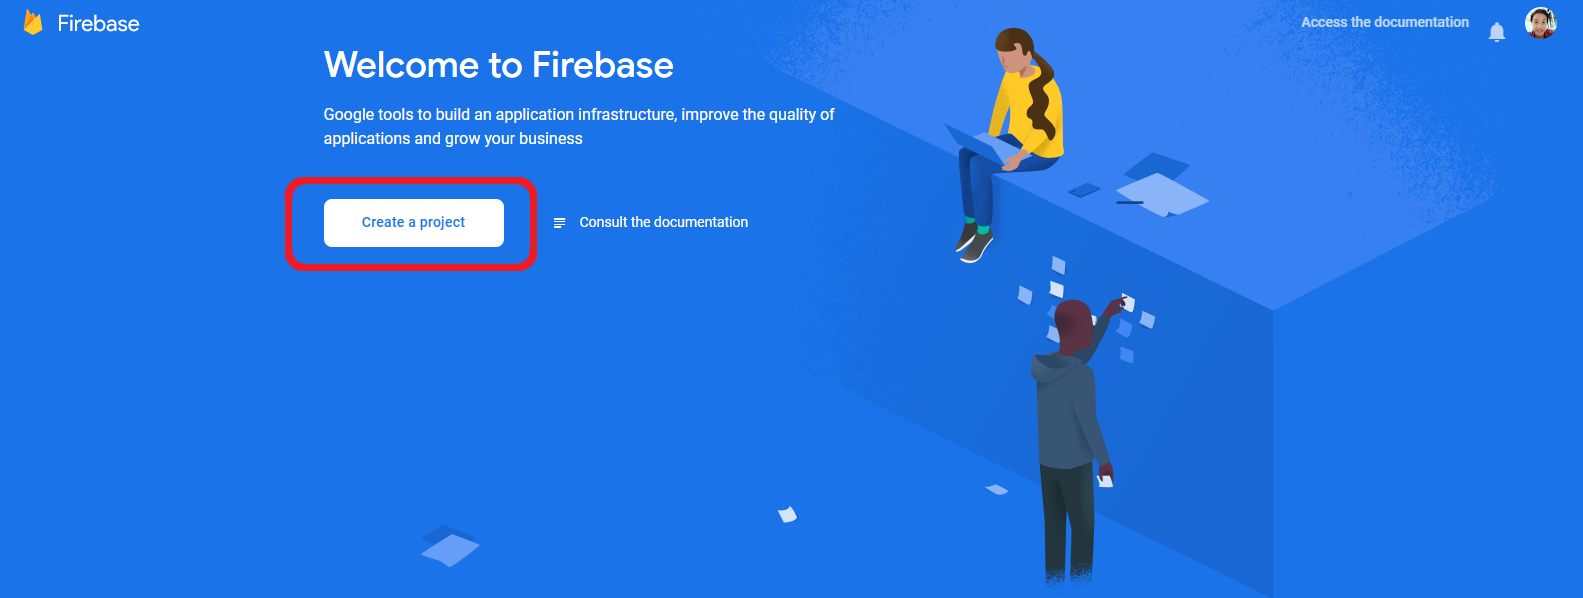 Firebase
Access the documentation
Welcome to Firebase
Google tools to build an application infrastructure, improve the quality of
applications and grow your business
Create a project
Consult the documentation